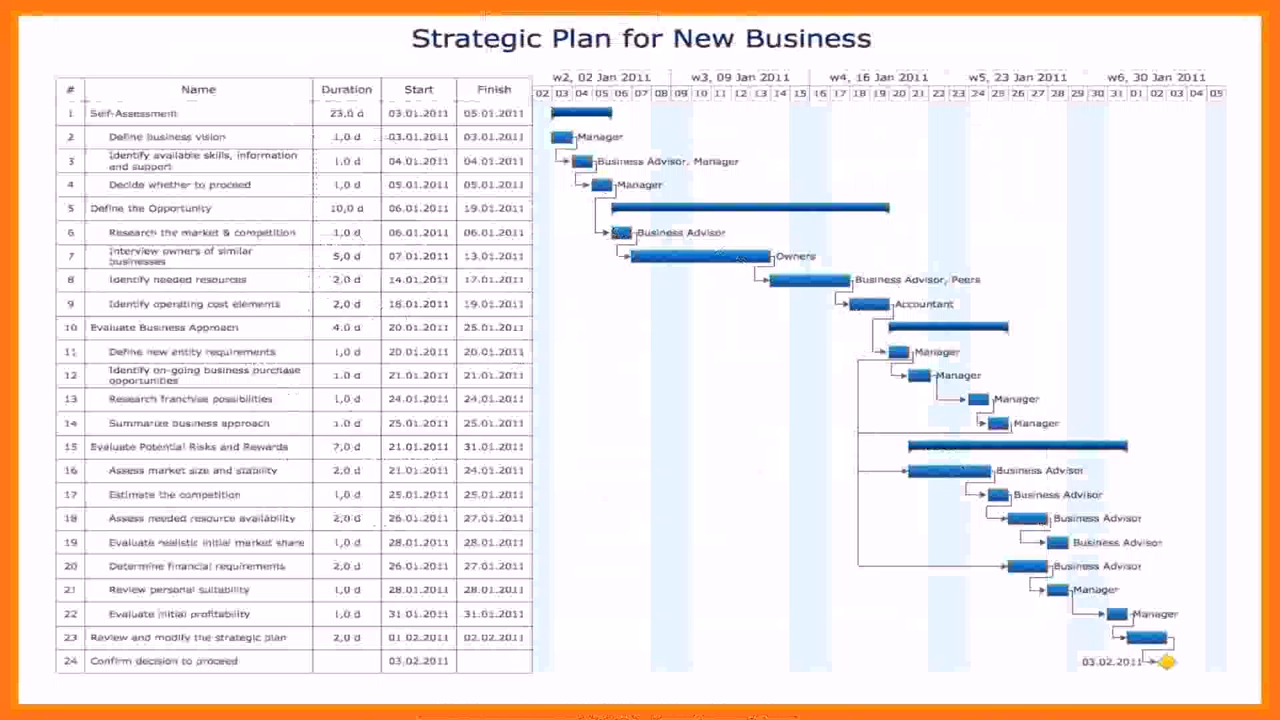 Strategic Plan for New Business
w2, 02 Jan 2011 w3, 09 Jan 2011 w4, 16 Jan 2011 w5, 23 Jan 2011 w6, 30 Jan 2011
# Name Duration Start Finish
02 03 04 05 06 07 08 09 10 11 12 13 14 15 16 17 18 19 20 21 22 23 23 25 26 27 28 29 30 31 01 02 03 04 05
1 Self-Assessment 23,0 d 03.01.2011 05.01.2011
2 Define business vision 1,0 d 03.01.2011 03.01.2011 Manager
3 Identify available skills, information
and support 1,0 d 04.01.2011 04.01.2011 Business Advisor, Manager
4 Decide whether to proceed 1,0 d 05.01.2011 05.01.2011 Manager
5 Define the Opportunity 10,0 d 06.01.2011 19.01.2011
6 Research the market & competition 1,0 d 06.01.2011 06.01.2011 Business Advisor
7 Interview owners of similar
businesses 5,0 d 07.01.2011 13.01.2011 Owners
8 Identify needed resources 2,0 d 14.01.2011 17.01.2011 Business Advisor, Peers
9 Identify operating cost elements 2,0 d 18.01.2011 19.01.2011 Accountant
10 Evaluate Business Approach 4,0 d 20.01.2011 25.01.2011
11 Define new entity requirements 1,0 d 20.01.2011 20.01.2011 Manager
12 Identify on-going business purchase
opportunities 1,0 d 21.01.2011 21.01.2011 Manager
13 Research franchise possibilities 1,0 d 24.01.2011 24.01.2011 Manager
14 Summarize business approach 1,0 d 25.01.2011 25.01.2011 Manager
15 Evaluate Potential Risks and Rewards 7,0 d 21.01.2011 31.01.2011
16 Assess market size and stability 2,0 d 21.01.2011 24.01.2011 Business Advisor
17 Estimate the competition 1,0 d 25.01.2011 25.01.2011 Business Advisor
18 Assess needed resource availability 2,0 d 26.01.2011 27.01.2011 Business Advisor
19 Evaluate realistic initial market share 1,0 d 28.01.2011 28.01.2011 Business Advisor
20 Determine financial requirements 2,0 d 26.01.2011 27.01.2011 Business Advisor
21 Review personal suitability 1,0 d 28.01.2011 28.01.2011 Manager
22 Evaluate initial profitability 1,0 d 31.01.2011 31.01.2011 Manager
23 Review and modify the strategic plan 2,0 d 01.02.2011 02.02.2011
24 Confirm decision to proceed 03.02.2011 03.02.2011